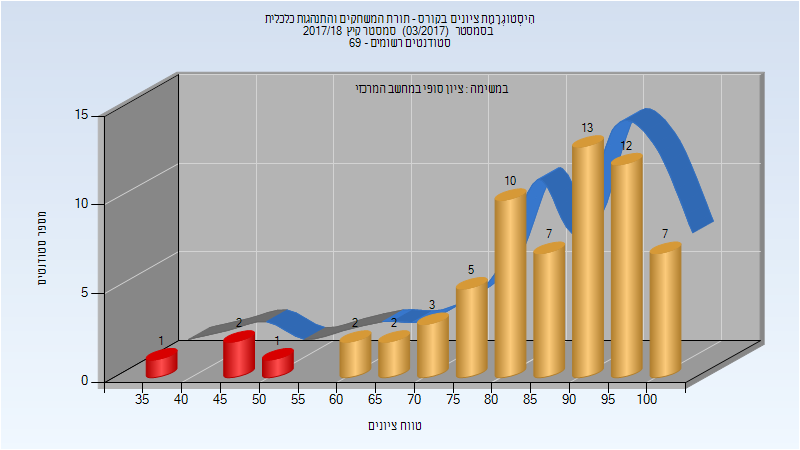 היסטוגרמת ציונים בקורס - תורת המשחקים והתנהגות כלכלית
בסמסטר (03/2017) סמסטר קיץ 2017/18
סטודנטים רשומים - 69
במשימה : ציון סופי במחשב המרכזי
מספר סטודנטים
15
10
5
0
1
2
1
2
2
3
5
10
7
13
12
7
35 40 45 50 55 60 65 70 75 80 85 90 95 100
טווח ציונים